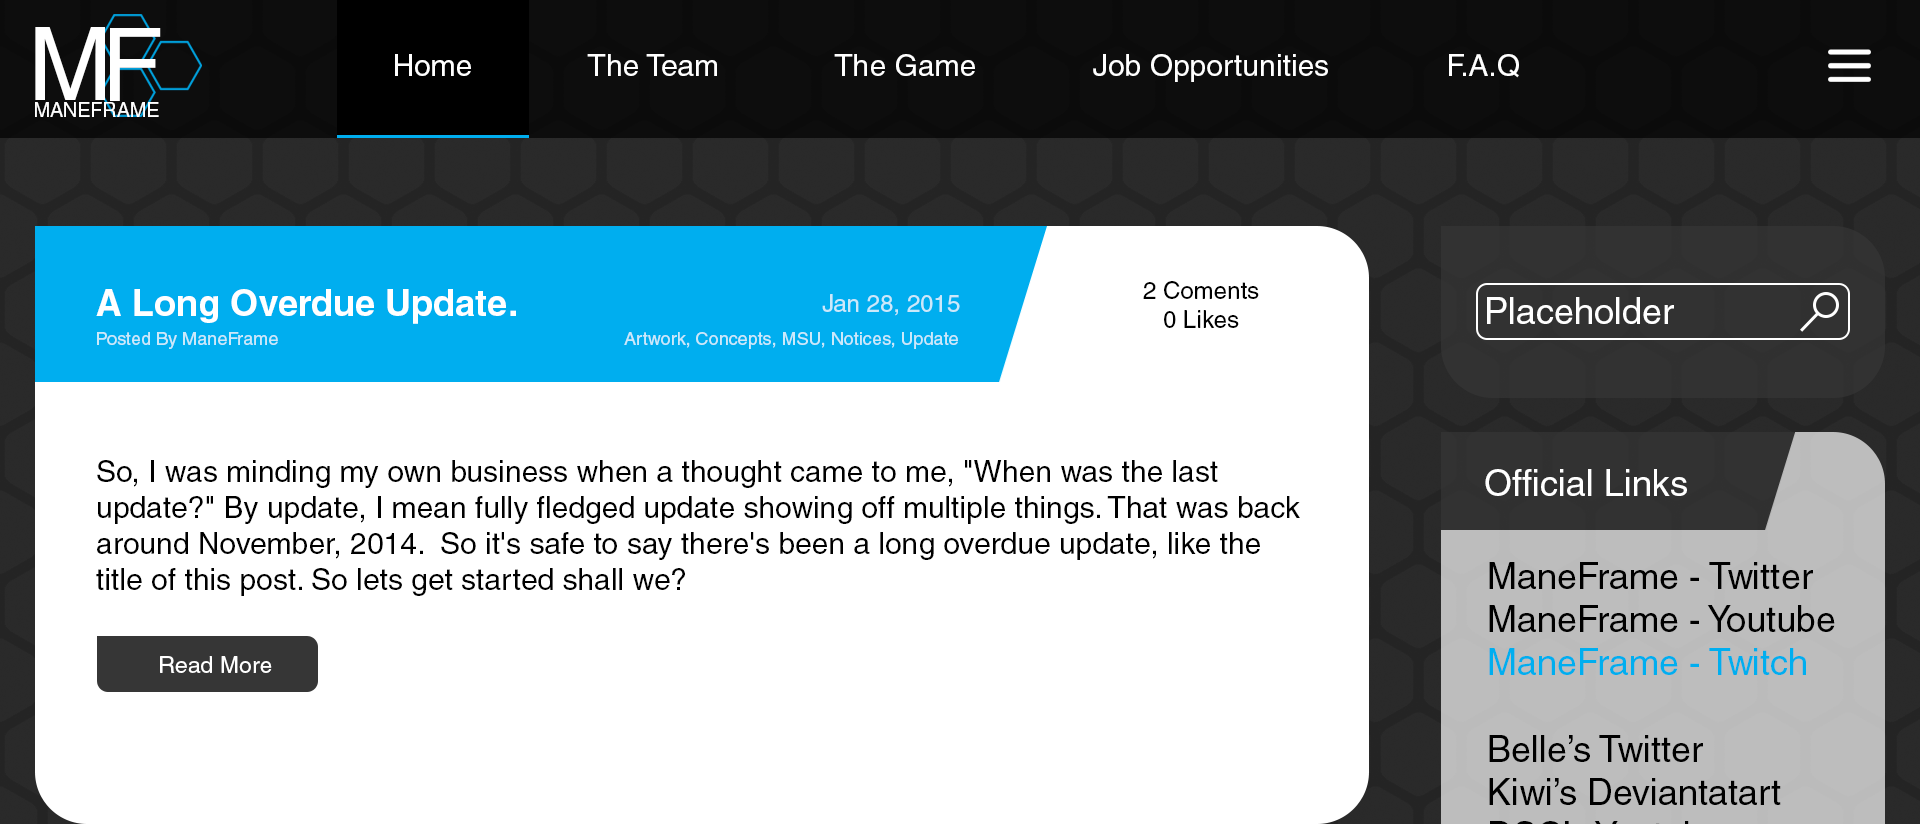 MF
MANEFRAME
Home
The Team
The Game
Job Opportunities
F.A.Q
A Long Overdue Update.
Jan 28, 2015
Posted By ManeFrame
Artwork, Concepts, MSU, Notices, Update
2 Coments
0 Likes
So, I was minding my own business when a thought came to me, "When was the last
update?" By update, I mean fully fledged update showing off multiple things. That was back
around November, 2014.  So it's safe to say there's been a long overdue update, like the
title of this post. So lets get started shall we?
Read More
Placeholder
Official Links
ManeFrame - Twitter
ManeFrame - Youtube
ManeFrame - Twitch
Belle’s Twitter
Kiwi’s Deviantatart